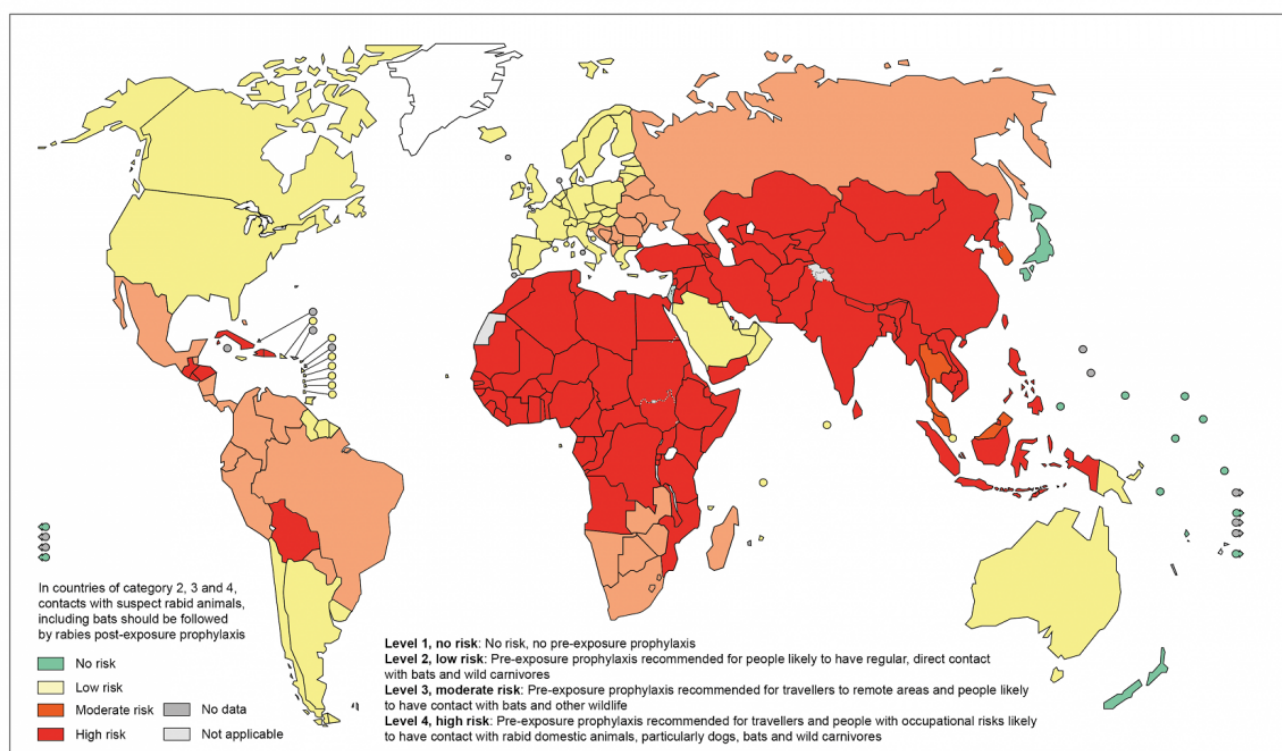 In countries of category 2, 3 and 4,
contacts with suspect rabid animals,
including bats should be followed
by rabies post-exposure prophylaxis
No risk
Low risk
Moderate risk
High risk
No data
Not applicable
Level 1, no risk: No risk, no pre-exposure prophylaxis
Level 2, low risk: Pre-exposure prophylaxis recommended for people likely to have regular, direct contact
with bats and wild carnivores
Level 3, moderate risk: Pre-exposure prophylaxis recommended for travellers to remote areas and people likely
to have contact with bats and other wildlife
Level 4, high risk: Pre-exposure prophylaxis recommended for travellers and people with occupational risks likely
to have contact with rabid domestic animals, particularly dogs, bats and wild carnivores